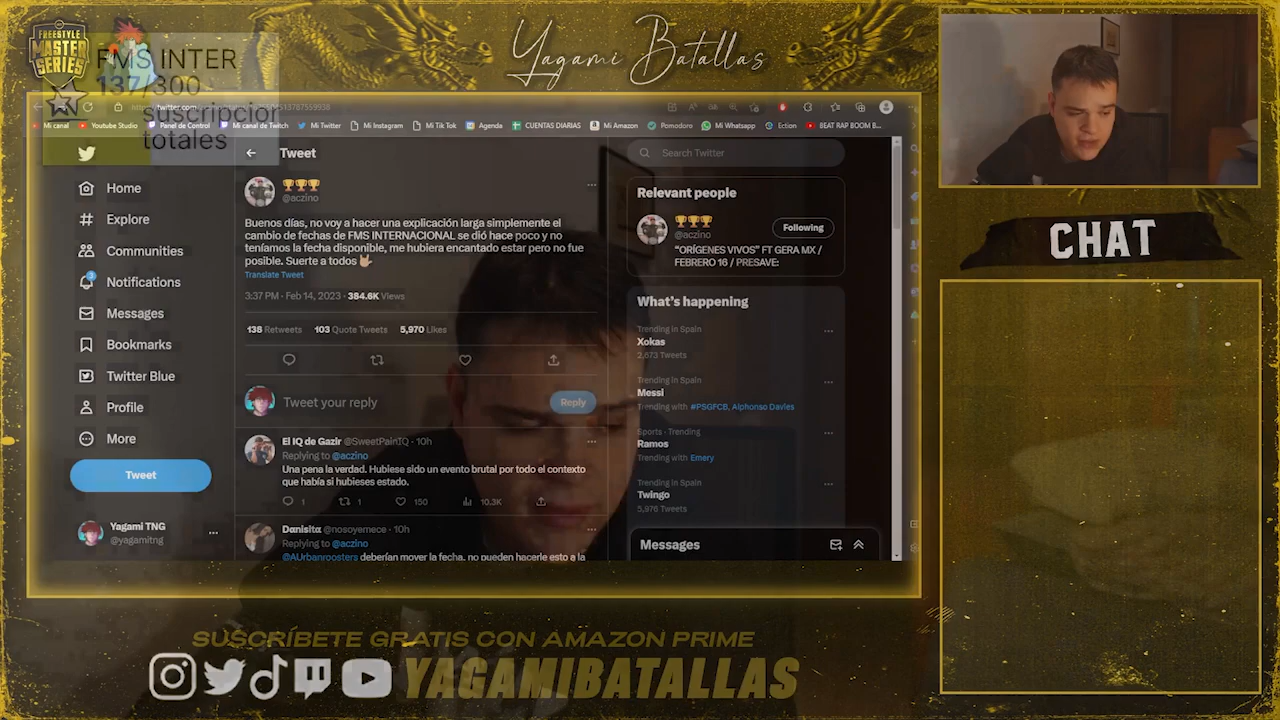 FREESTYLE
MASTER
SERIES
FMS INTER
137/300
suscripcior
totales
Yagami Batallas
twitter.com
Mi canal
Youtube Studio
Panel de Control
Mi canal de Twitch
Mi Twitter
Mi Instagram
Mi Tik Tok
Agenda
CUENTAS DIARIAS
Mi Amazon
Pomodoro
Mi Whatsapp
Ection
BEAT RAP BOOM B...
Home
Explore
Communities
3
Notifications
Messages
Bookmarks
Twitter Blue
Profile
More
Tweet
Yagami TNG
@yagamitng
Tweet
@aczino
Buenos días, no voy a hacer una explicación larga simplemente el
cambio de fechas de FMS INTERNACIONAL se dió hace poco y no
teníamos la fecha disponible, me hubiera encantado estar pero no fue
posible. Suerte a todos
Translate Tweet
3:37 PM · Feb 14, 2023 · 384.6K Views
138 Retweets 103 Quote Tweets 5,970 Likes
Tweet your reply
Reply
El IQ de Gazir @SweetPainIQ · 10h
Replying to @aczino
Una pena la verdad. Hubiese sido un evento brutal por todo el contexto
que había si hubieses estado.
1 1 150 10.3K
Danisita @nosoyemece · 10h
Replying to @aczino
@AUrbanroosters deberían mover la fecha, no pueden hacerle esto a la
Search Twitter
Relevant people
@aczino
Following
"ORÍGENES VIVOS" FT GERA MX /
FEBRERO 16 / PRESAVE:
What's happening
Trending in Spain
Xokas
2,673 Tweets
Trending in Spain
Messi
Trending with #PSGFCB, Alphonso Davies
Sports · Trending
Ramos
Trending with Emery
Trending in Spain
Twingo
5,976 Tweets
Messages
CHAT
SUSCRÍBETE GRATIS CON AMAZON PRIME
YAGAMIBATALLAS